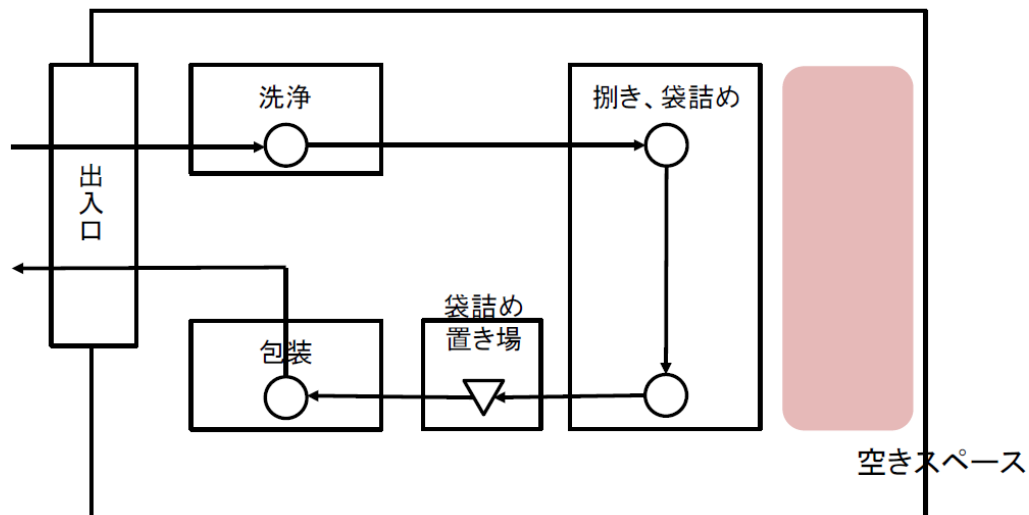 洗浄
捌き、袋詰め
出入口
袋詰め
置き場
包装
空きスペース